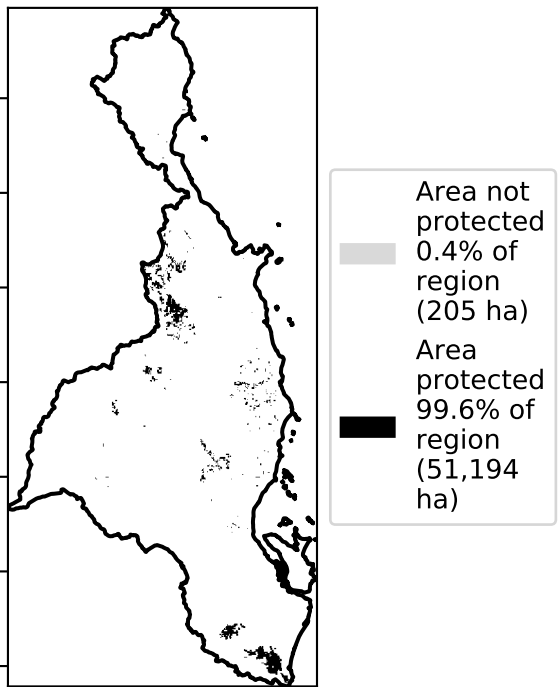 Area not
protected
0.4% of
region
(205 ha)
Area
protected
99.6% of
region
(51,194
ha)